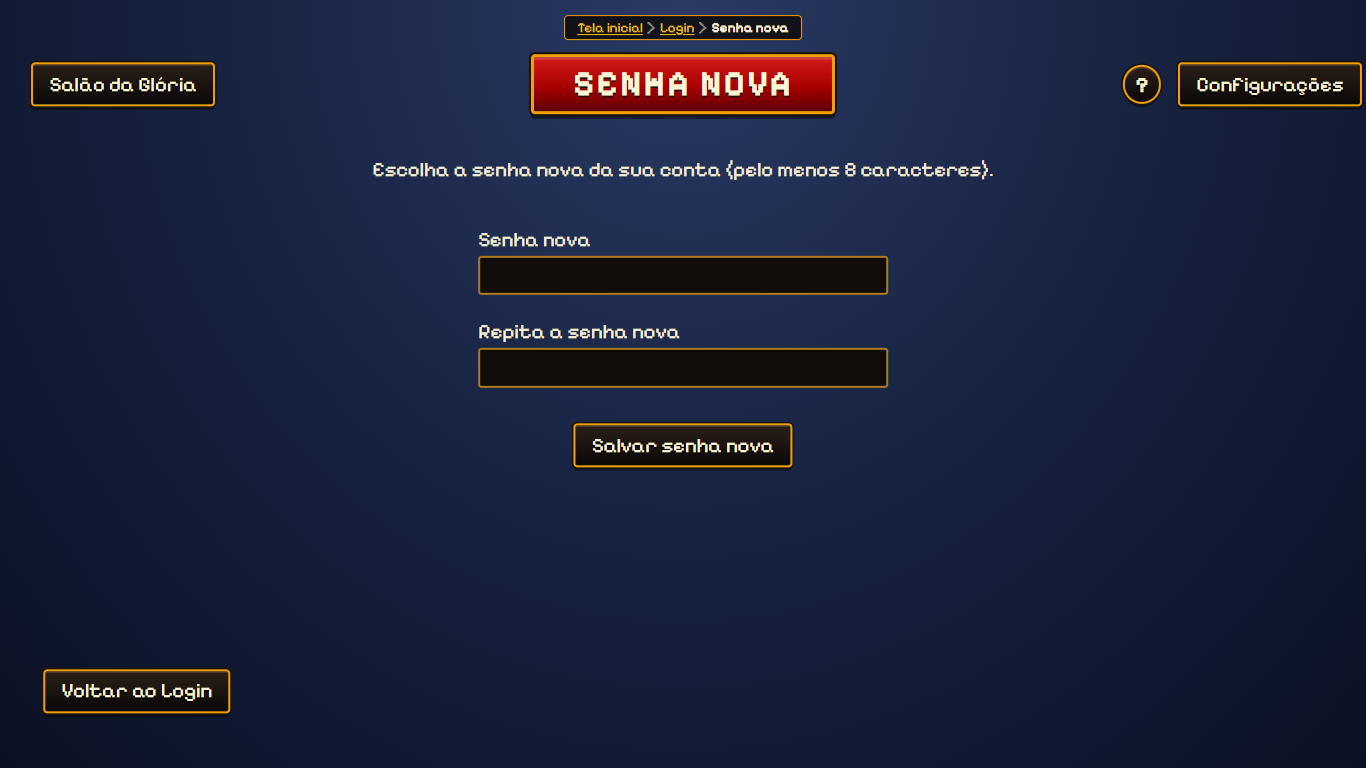 Tela inicial > Login > Senha nova
Salão da Glória
SENHA NOVA
?
Configurações
Escolha a senha nova da sua conta (pelo menos 8 caracteres).
Senha nova
Repita a senha nova
Salvar senha nova
Voltar ao Login